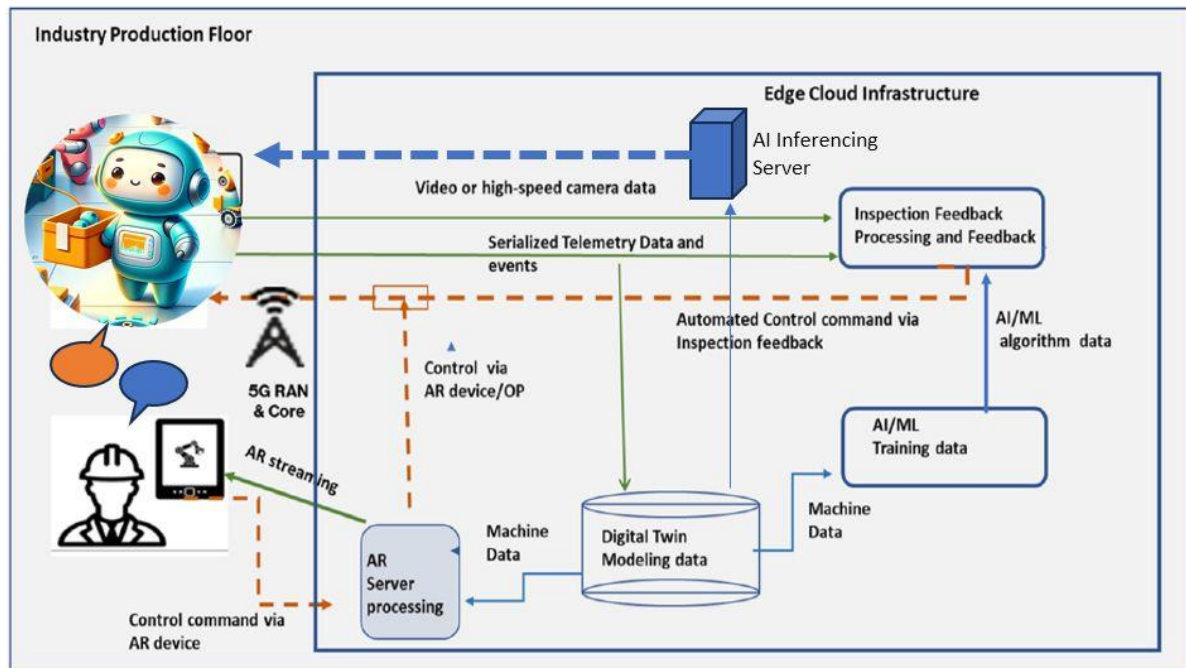 Industry Production Floor
Edge Cloud Infrastructure
AI Inferencing
Server
Video or high-speed camera data
Inspection Feedback
Processing and Feedback
Serialized Telemetry Data and
events
Automated Control command via
Inspection feedback
AI/ML
algorithm data
Control via
AR device/OP
5G RAN
& Core
AI/ML
Training data
AR streaming
Machine
Data
Digital Twin
Modeling data
Machine
Data
AR
Server
processing
Control command via
AR device